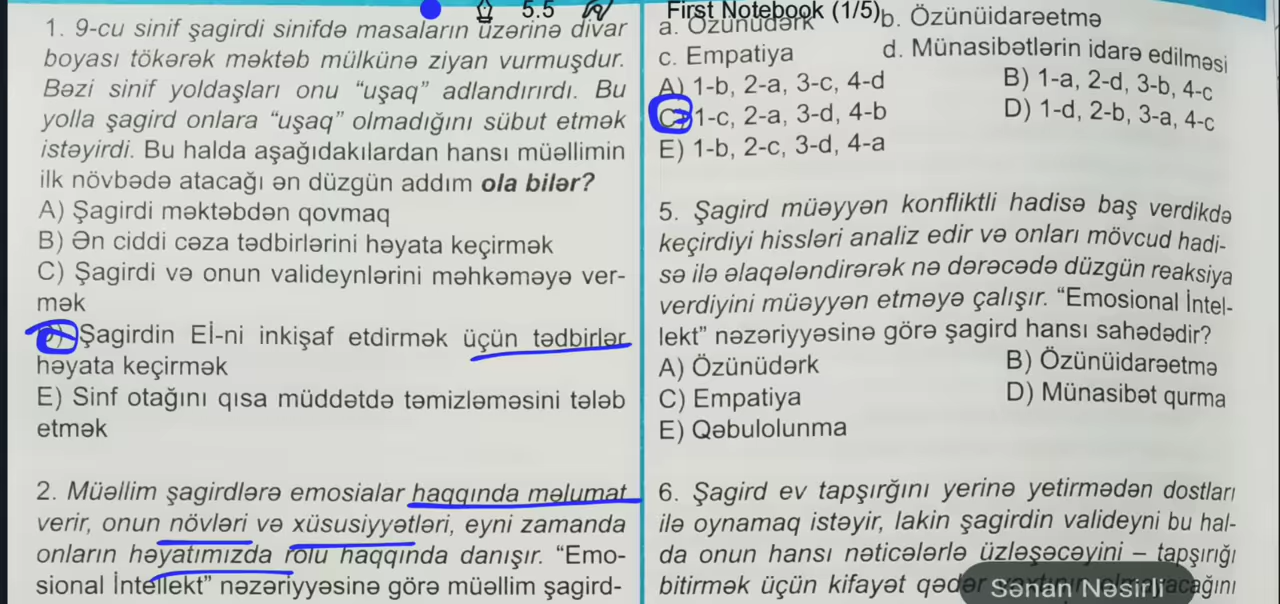 5.5
First Notebook (1/5)
1. 9-cu sinif şagirdi sinifdə masaların üzərinə divar
boyası tökərək məktəb mülkünə ziyan vurmuşdur.
Bəzi sinif yoldaşları onu “uşaq” adlandırırdı. Bu
yolla şagird onlara “uşaq” olmadığını sübut etmək
istəyirdi. Bu halda aşağıdakılardan hansı müəllimin
ilk növbədə atacağı ən düzgün addım ola bilər?
A) Şagirdi məktəbdən qovmaq
B) Ən ciddi cəza tədbirlərini həyata keçirmək
C) Şagirdi və onun valideynlərini məhkəməyə ver-
mək
D) Şagirdin Eİ-ni inkişaf etdirmək üçün tədbirlər
həyata keçirmək
E) Sinf otağını qısa müddətdə təmizləməsini tələb
etmək
2. Müəllim şagirdlərə emosialar haqqında məlumat
verir, onun növləri və xüsusiyyətləri, eyni zamanda
onların həyatımızda rolu haqqında danışır. “Emo-
sional İntellekt” nəzəriyyəsinə görə müəllim şagird-
a. Özünüdərk b. Özünüidarəetmə
c. Empatiya d. Münasibətlərin idarə edilməsi
A) 1-b, 2-a, 3-c, 4-d B) 1-a, 2-d, 3-b, 4-c
C) 1-c, 2-a, 3-d, 4-b D) 1-d, 2-b, 3-a, 4-c
E) 1-b, 2-c, 3-d, 4-a
5. Şagird müəyyən konfliktli hadisə baş verdikdə
keçirdiyi hissləri analiz edir və onları mövcud hadi-
sə ilə əlaqələndirərək nə dərəcədə düzgün reaksiya
verdiyini müəyyən etməyə çalışır. “Emosional İntel-
lekt” nəzəriyyəsinə görə şagird hansı sahədədir?
A) Özünüdərk B) Özünüidarəetmə
C) Empatiya D) Münasibət qurma
E) Qəbulolunma
6. Şagird ev tapşırğını yerinə yetirmədən dostları
ilə oynamaq istəyir, lakin şagirdin valideyni bu hal-
da onun hansı nəticələrlə üzləşəcəyini – tapşırığı
bitirmək üçün kifayət qədər
Sənan Nəsirli